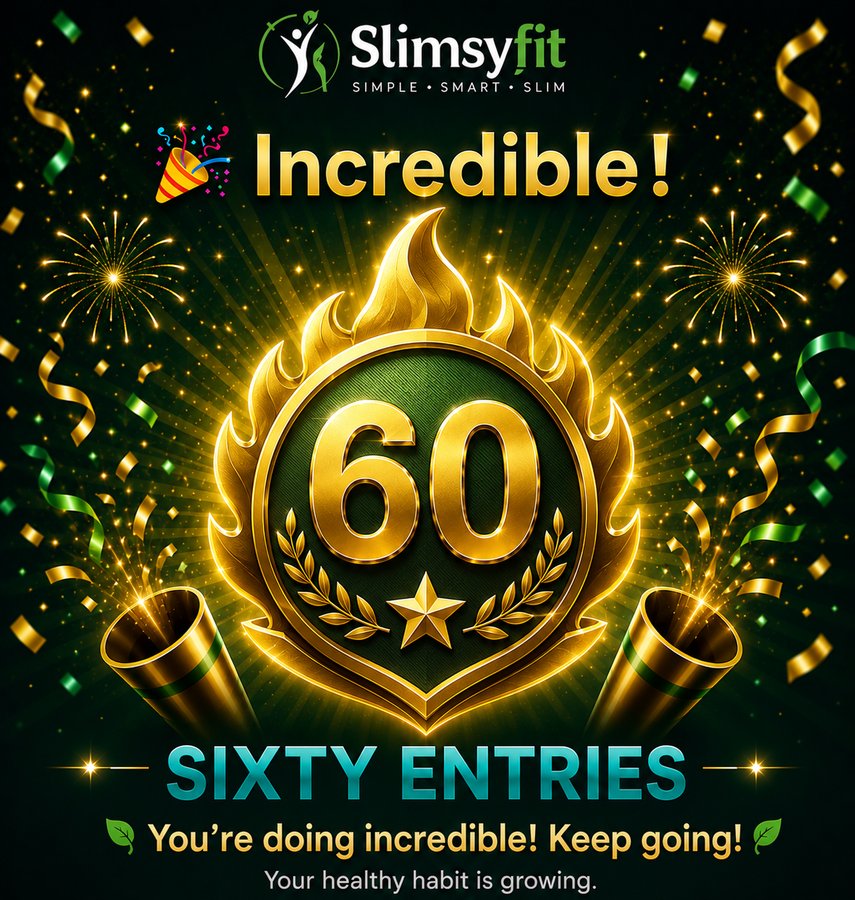 Slimsyfit
SIMPLE • SMART • SLIM
Incredible!
60
SIXTY ENTRIES
You're doing incredible! Keep going!
Your healthy habit is growing.